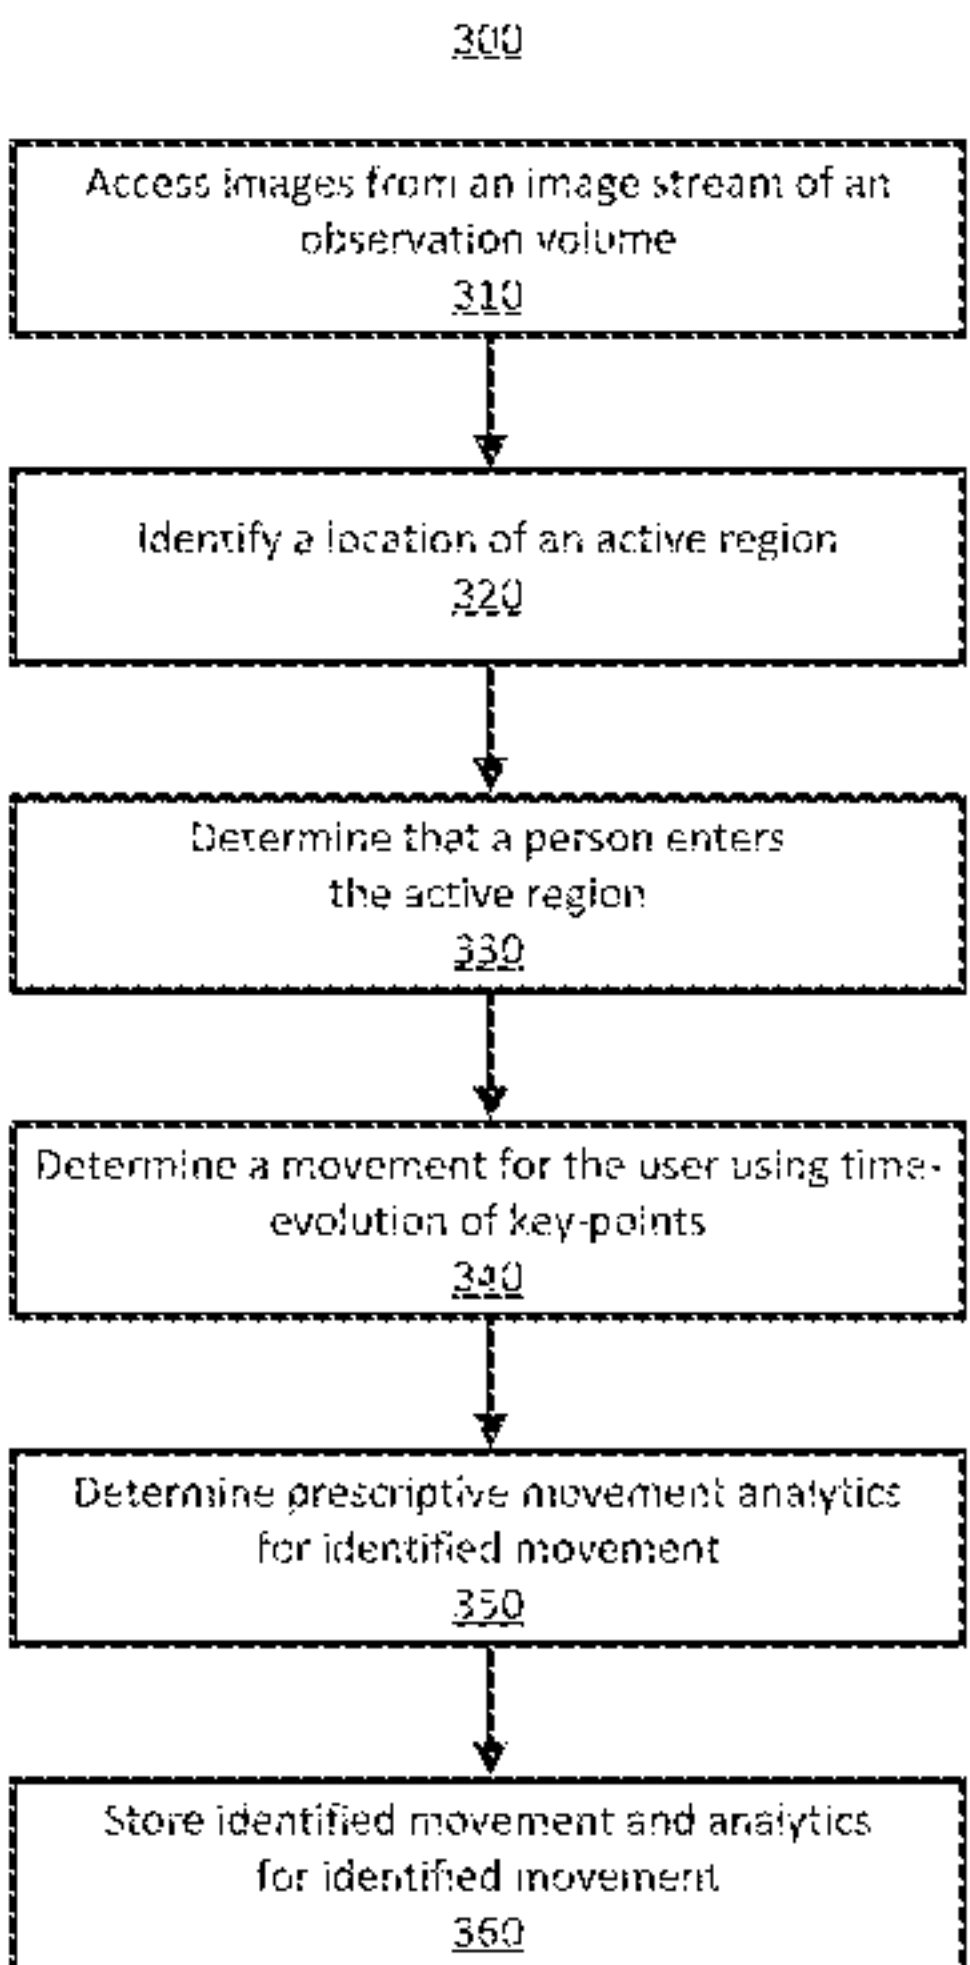 300
Access images from an image stream of an
observation volume
310
Identify a location of an active region
320
Determine that a person enters
the active region
330
Determine a movement for the user using time-
evolution of key-points
340
Determine prescriptive movement analytics
for identified movement
350
Store identified movement and analytics
for identified movement
360